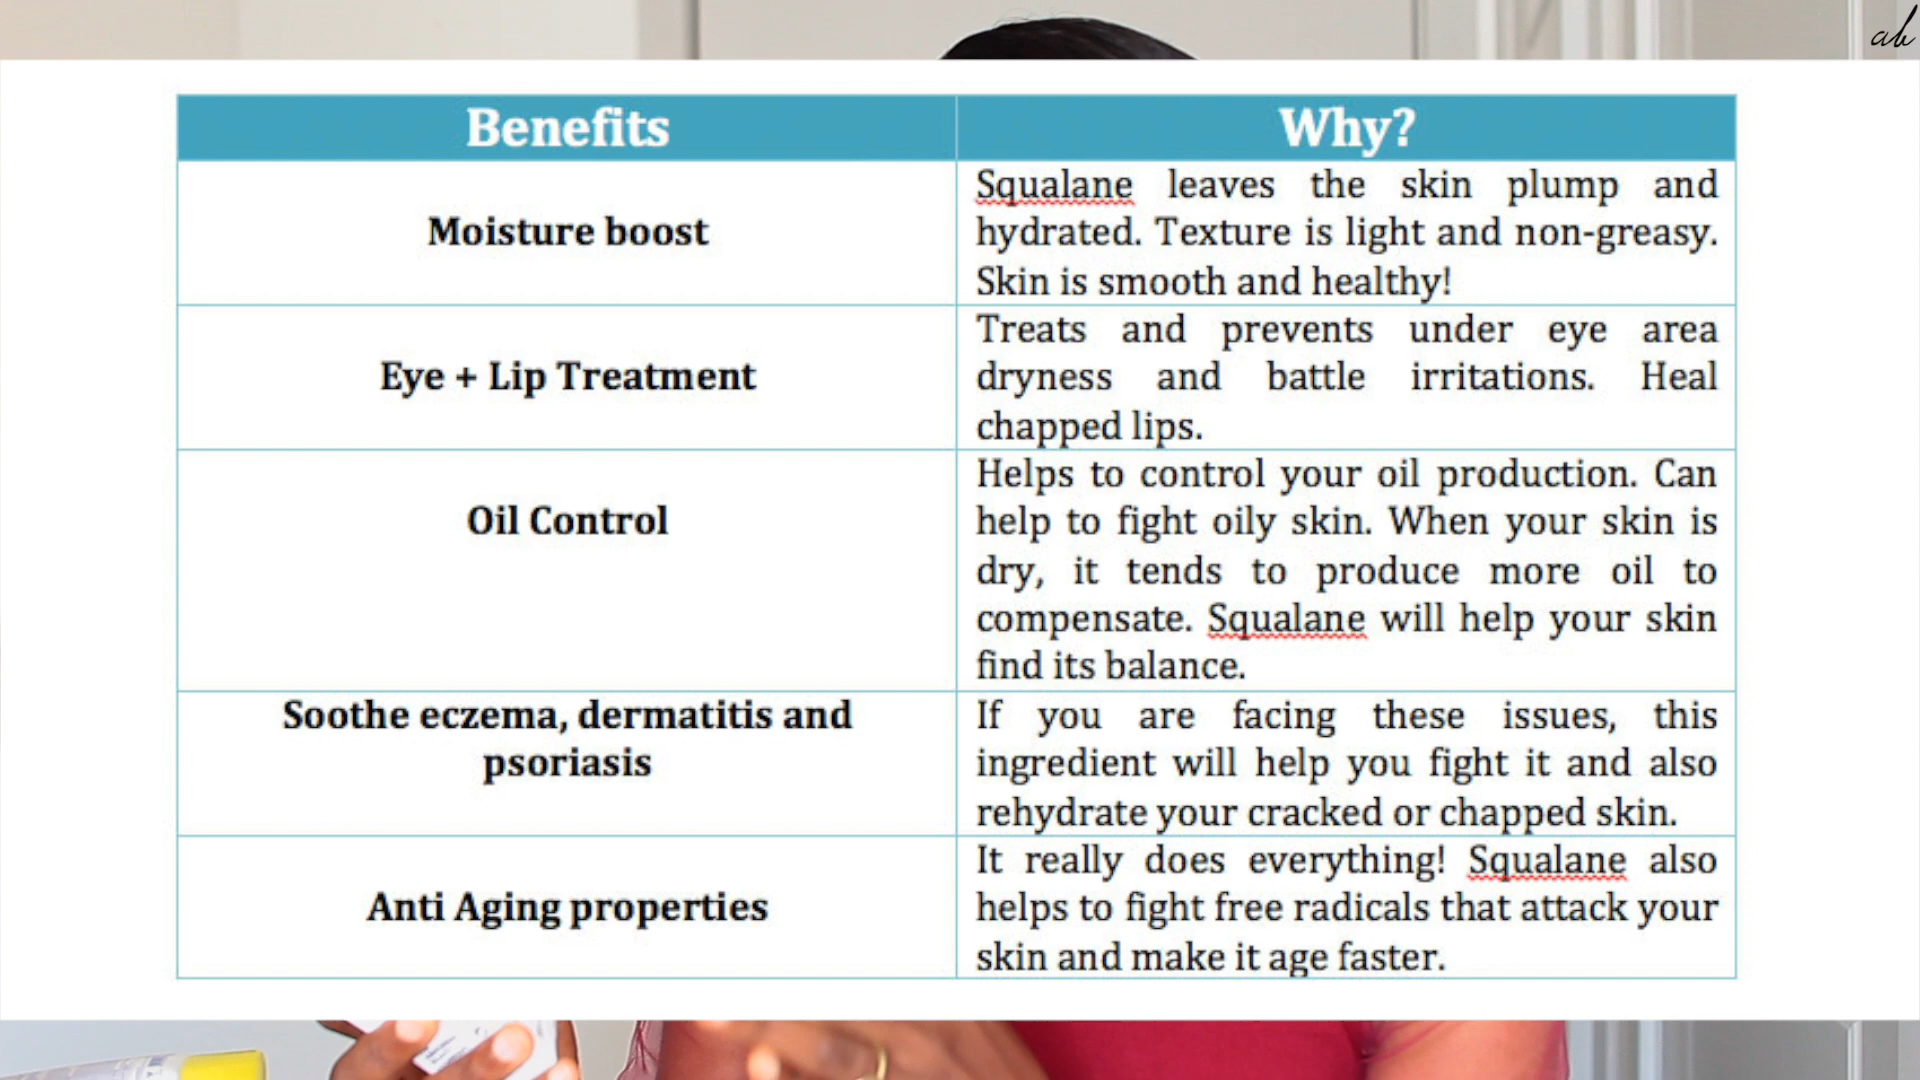 ab
Benefits
Why?
Moisture boost
Squalane leaves the skin plump and
hydrated. Texture is light and non-greasy.
Skin is smooth and healthy!
Eye + Lip Treatment
Treats and prevents under eye area
dryness and battle irritations. Heal
chapped lips.
Oil Control
Helps to control your oil production. Can
help to fight oily skin. When your skin is
dry, it tends to produce more oil to
compensate. Squalane will help your skin
find its balance.
Soothe eczema, dermatitis and
psoriasis
If you are facing these issues, this
ingredient will help you fight it and also
rehydrate your cracked or chapped skin.
Anti Aging properties
It really does everything! Squalane also
helps to fight free radicals that attack your
skin and make it age faster.